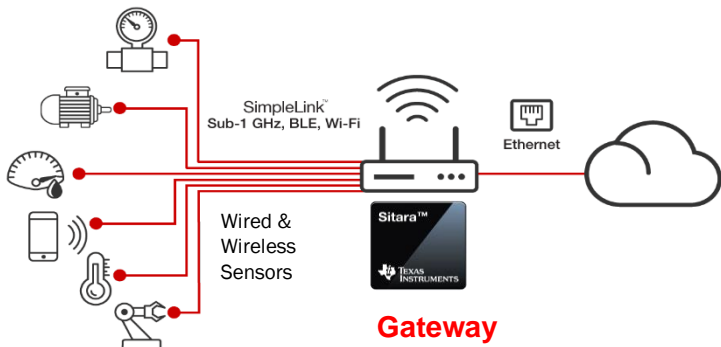 SimpleLink™
Sub-1 GHz, BLE, Wi-Fi
Ethernet
Wired &
Wireless
Sensors
Sitara™
TEXAS
INSTRUMENTS
Gateway